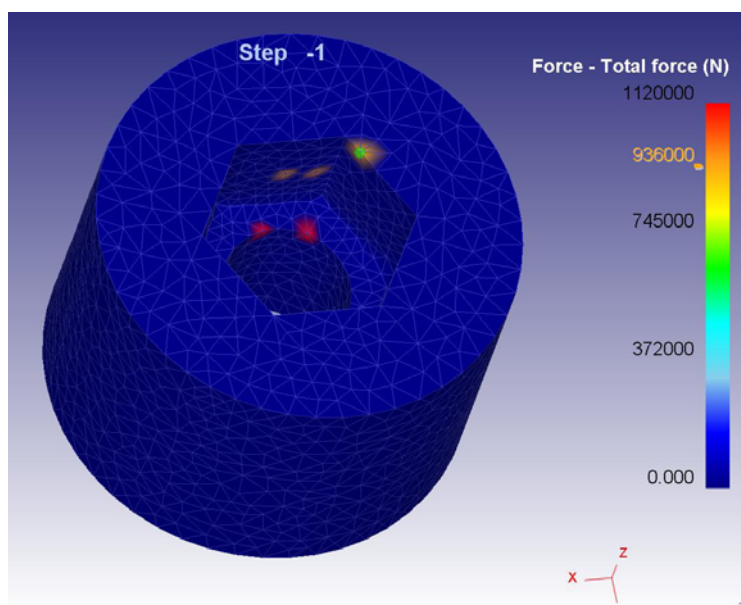 Step -1
Force - Total force (N)
1120000
936000
745000
372000
0.000
Z
X